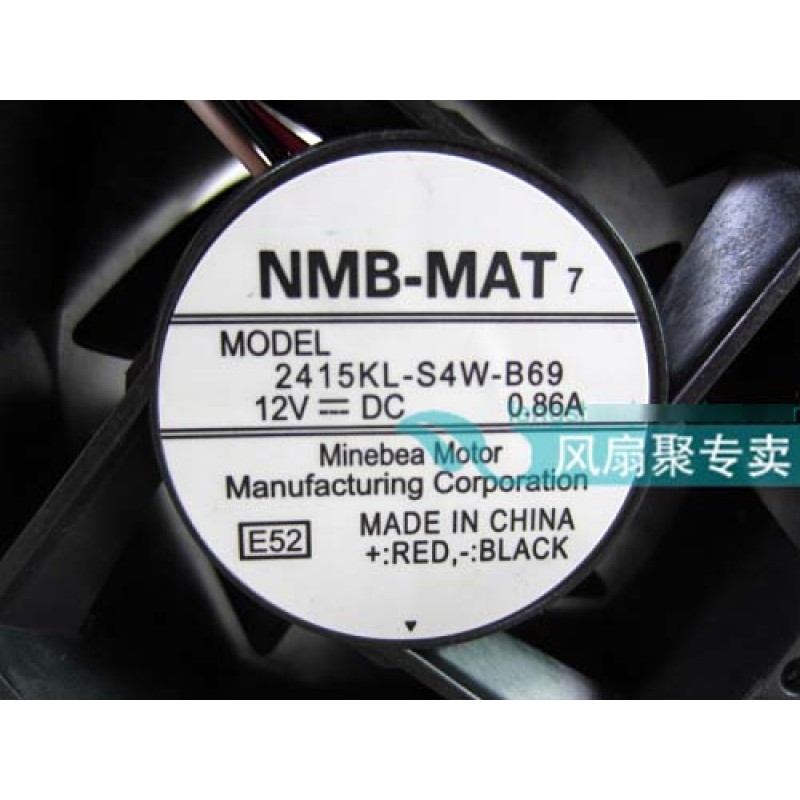 NMB-MAT 7
MODEL
2415KL-S4W-B69
12V ⎓ DC 0.86A
Minebea Motor
Manufacturing Corporation
E52
MADE IN CHINA
+:RED,-:BLACK
风扇聚专卖